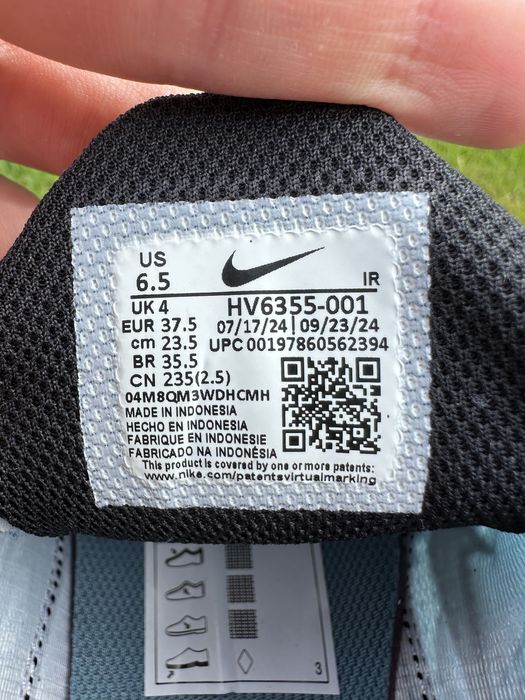 US
6.5
IR
UK 4
HV6355-001
EUR 37.5
07/17/24 | 09/23/24
cm 23.5
UPC 00197860562394
BR 35.5
CN 235(2.5)
04M8QM3WDHCMH
MADE IN INDONESIA
HECHO EN INDONESIA
FABRIQUE EN INDONESIE
FABRICADO NA INDONÉSIA
This product is covered by one or more patents:
www.nike.com/patentsvirtualmarking
3